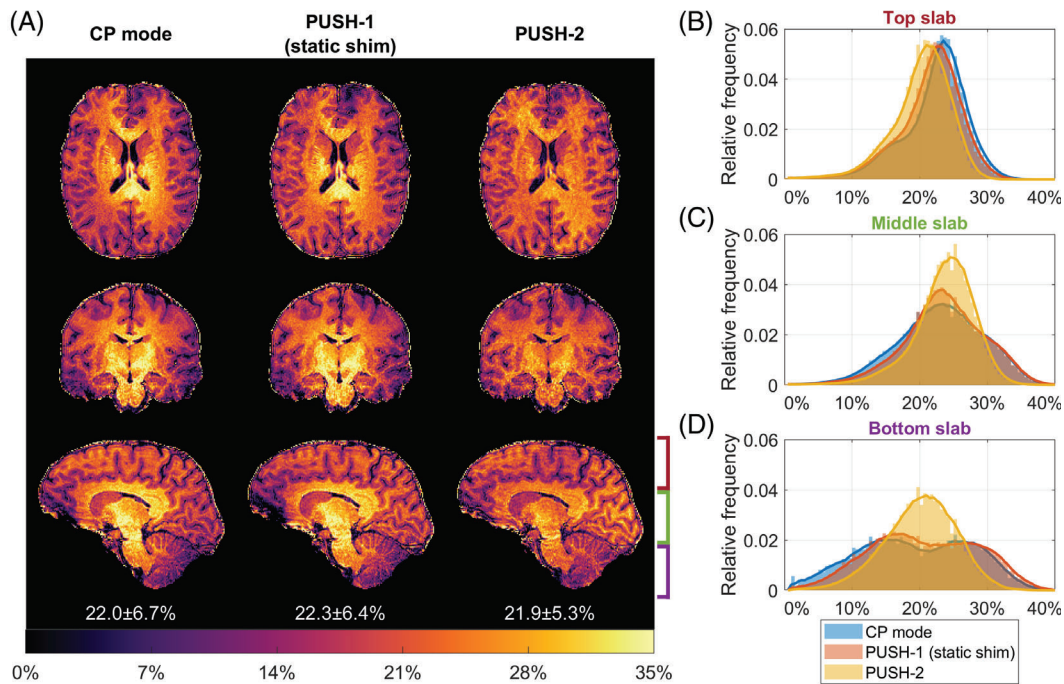 (A)
CP mode
PUSH-1
(static shim)
PUSH-2
22.0±6.7%
22.3±6.4%
21.9±5.3%
0%
7%
14%
21%
28%
35%
(B)
Top slab
Relative frequency
0.06
0.04
0.02
0
0%
10%
20%
30%
40%
(C)
Middle slab
Relative frequency
0.06
0.04
0.02
0
0%
10%
20%
30%
40%
(D)
Bottom slab
Relative frequency
0.06
0.04
0.02
0
0%
10%
20%
30%
40%
CP mode
PUSH-1 (static shim)
PUSH-2